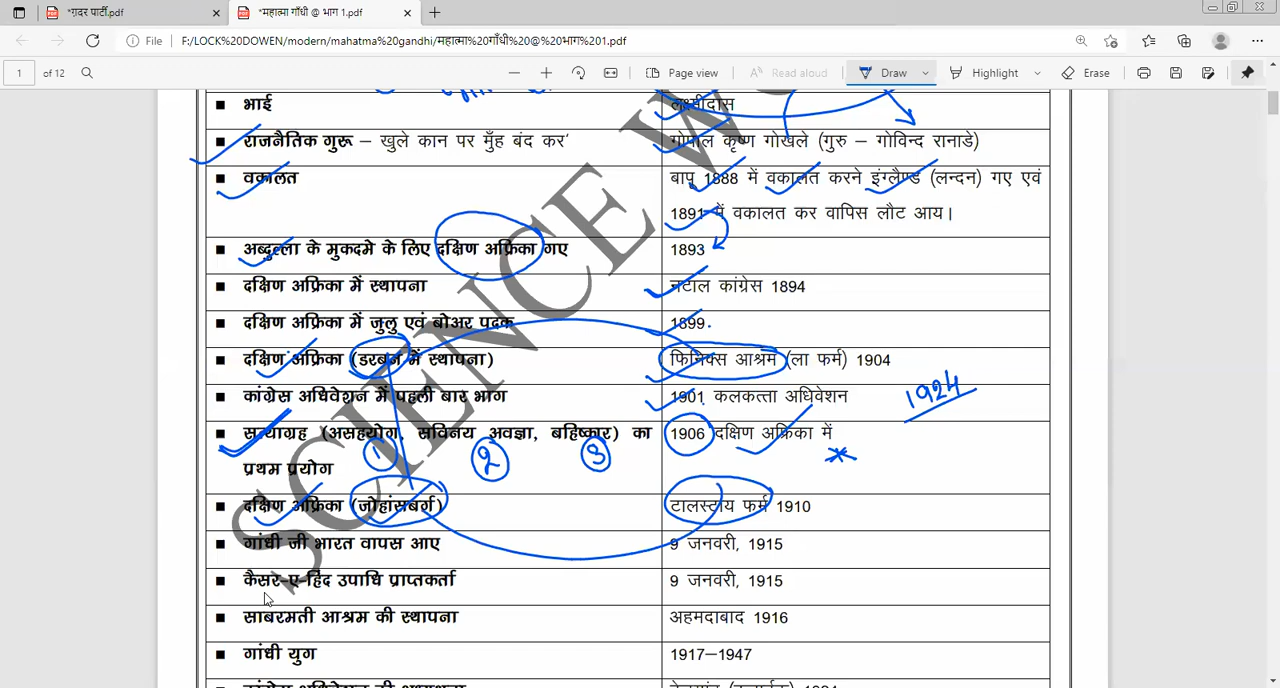 *ग़दर पार्टी.pdf
*महात्मा गाँधी @ भाग 1.pdf
File
F:/LOCK%20DOWEN/modern/mahatma%20gandhi/महात्मा%20गाँधी%20@%20भाग%201.pdf
1 of 12
Page view
Read aloud
Draw
Highlight
Erase
■ भाई लक्ष्मीदास
■ राजनैतिक गुरू – खुले कान पर मुँह बंद कर' गोपाल कृष्ण गोखले (गुरु – गोविन्द रानाडे)
■ वकालत बापू 1888 में वकालत करने इंग्लैण्ड (लन्दन) गए एवं
1891 में वकालत कर वापिस लौट आय।
■ अब्दुल्ला के मुकदमे के लिए दक्षिण अफ्रिका गए 1893
■ दक्षिण अफ्रिका में स्थापना नटाल कांग्रेस 1894
■ दक्षिण अफ्रिका में जुलु एवं बोअर पदक 1899
■ दक्षिण अफ्रिका (डरबन में स्थापना) फिनिक्स आश्रम (ला फर्म) 1904
■ कांग्रेस अधिवेशन में पहली बार भाग 1901 कलकत्ता अधिवेशन
1924
■ सत्याग्रह (असहयोग, सविनय अवज्ञा, बहिष्कार) का 1906 दक्षिण अफ्रिका में
1 2 3
प्रथम प्रयोग
■ दक्षिण अफ्रिका (जोहांसबर्ग) टालस्टाय फर्म 1910
■ गांधी जी भारत वापस आए 9 जनवरी, 1915
■ कैसर-ए-हिंद उपाधि प्राप्तकर्ता 9 जनवरी, 1915
■ साबरमती आश्रम की स्थापना अहमदाबाद 1916
■ गांधी युग 1917–1947
SCIENCE W